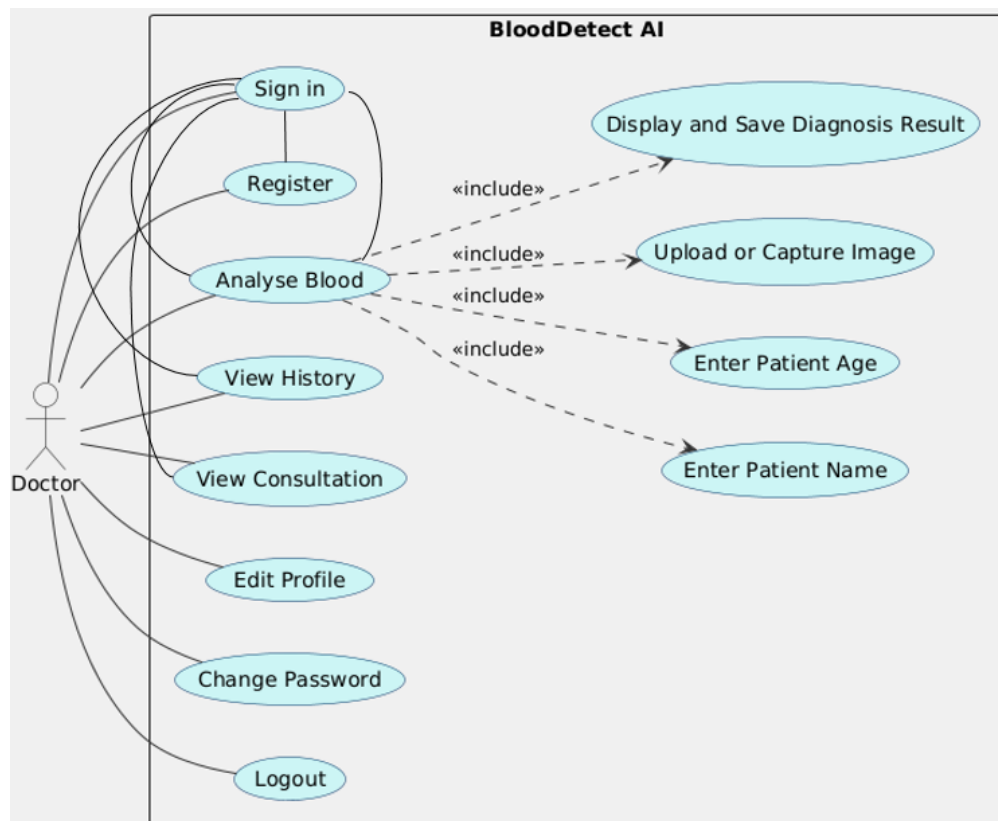 BloodDetect AI
Sign in
Display and Save Diagnosis Result
Register
«include»
Upload or Capture Image
«include»
Analyse Blood
«include»
«include»
Enter Patient Age
View History
Enter Patient Name
View Consultation
Doctor
Edit Profile
Change Password
Logout